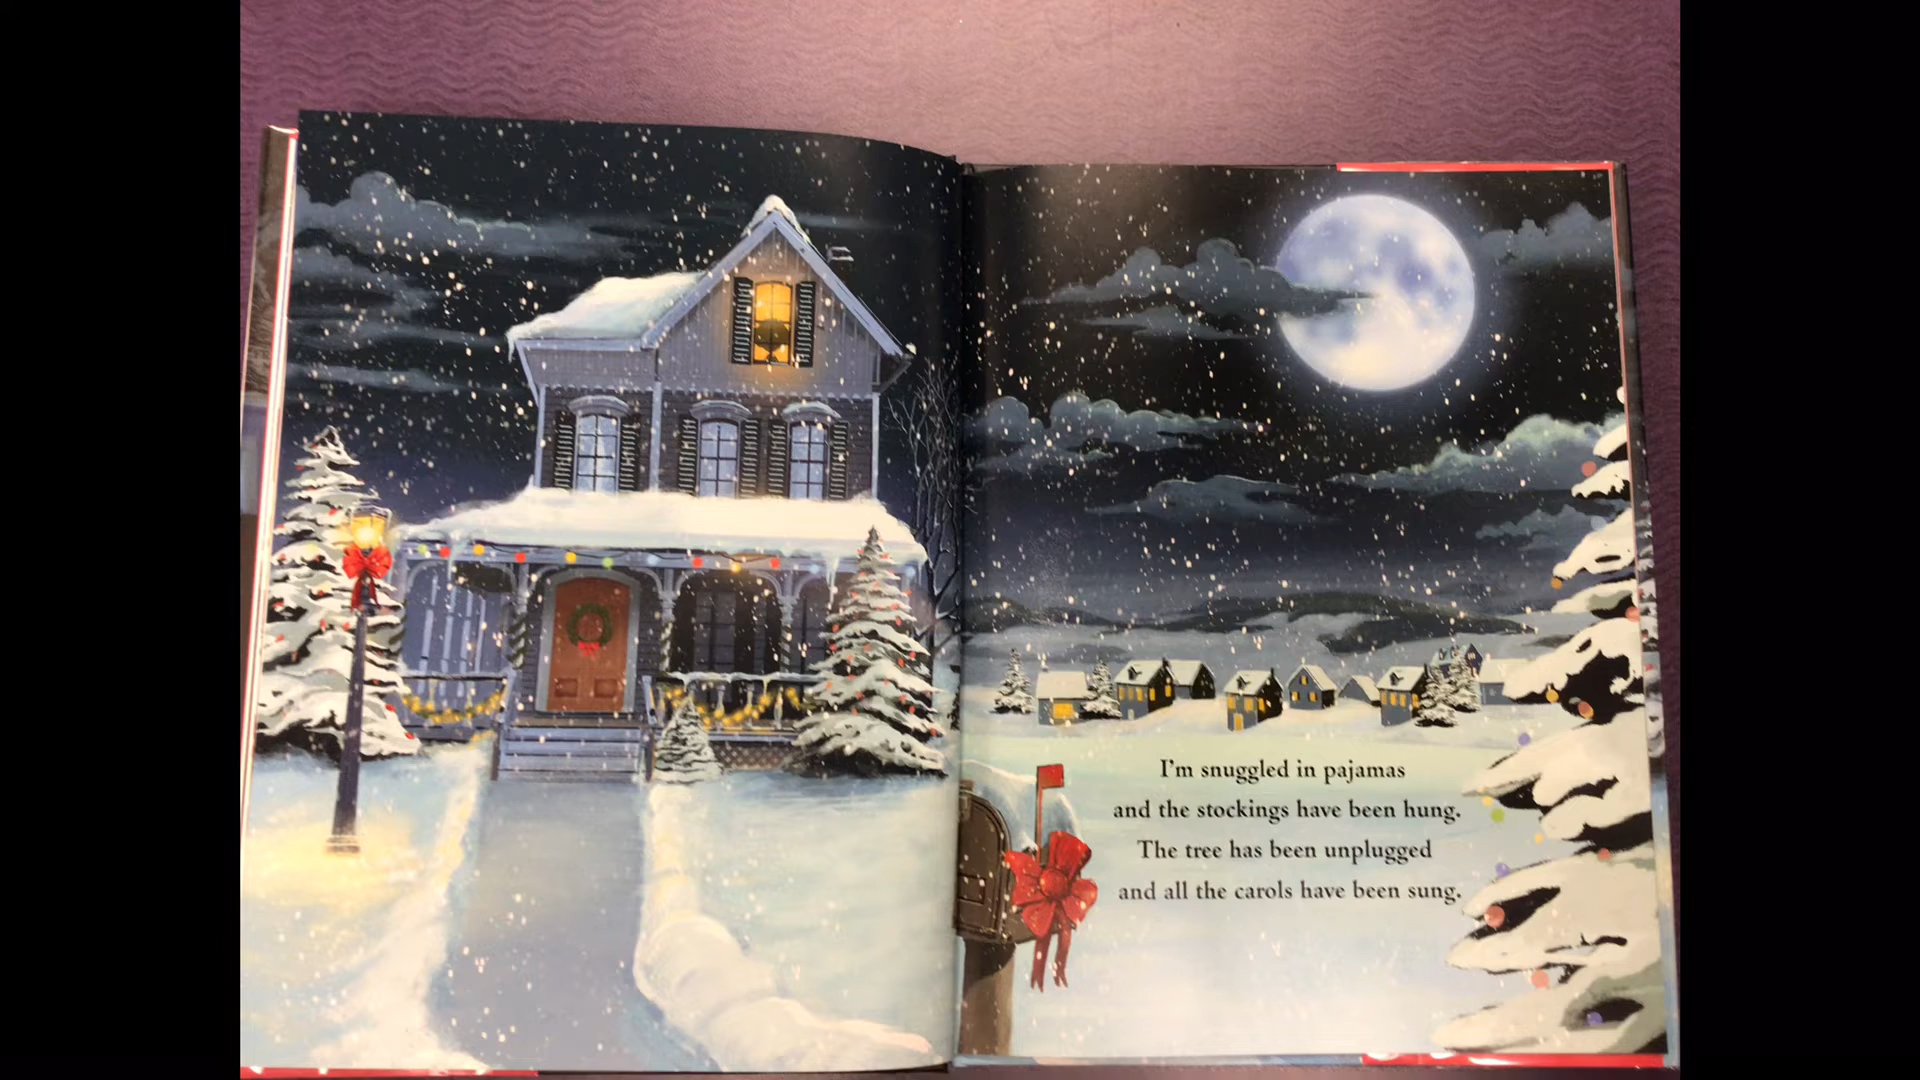 I'm snuggled in pajamas
and the stockings have been hung.
The tree has been unplugged
and all the carols have been sung.